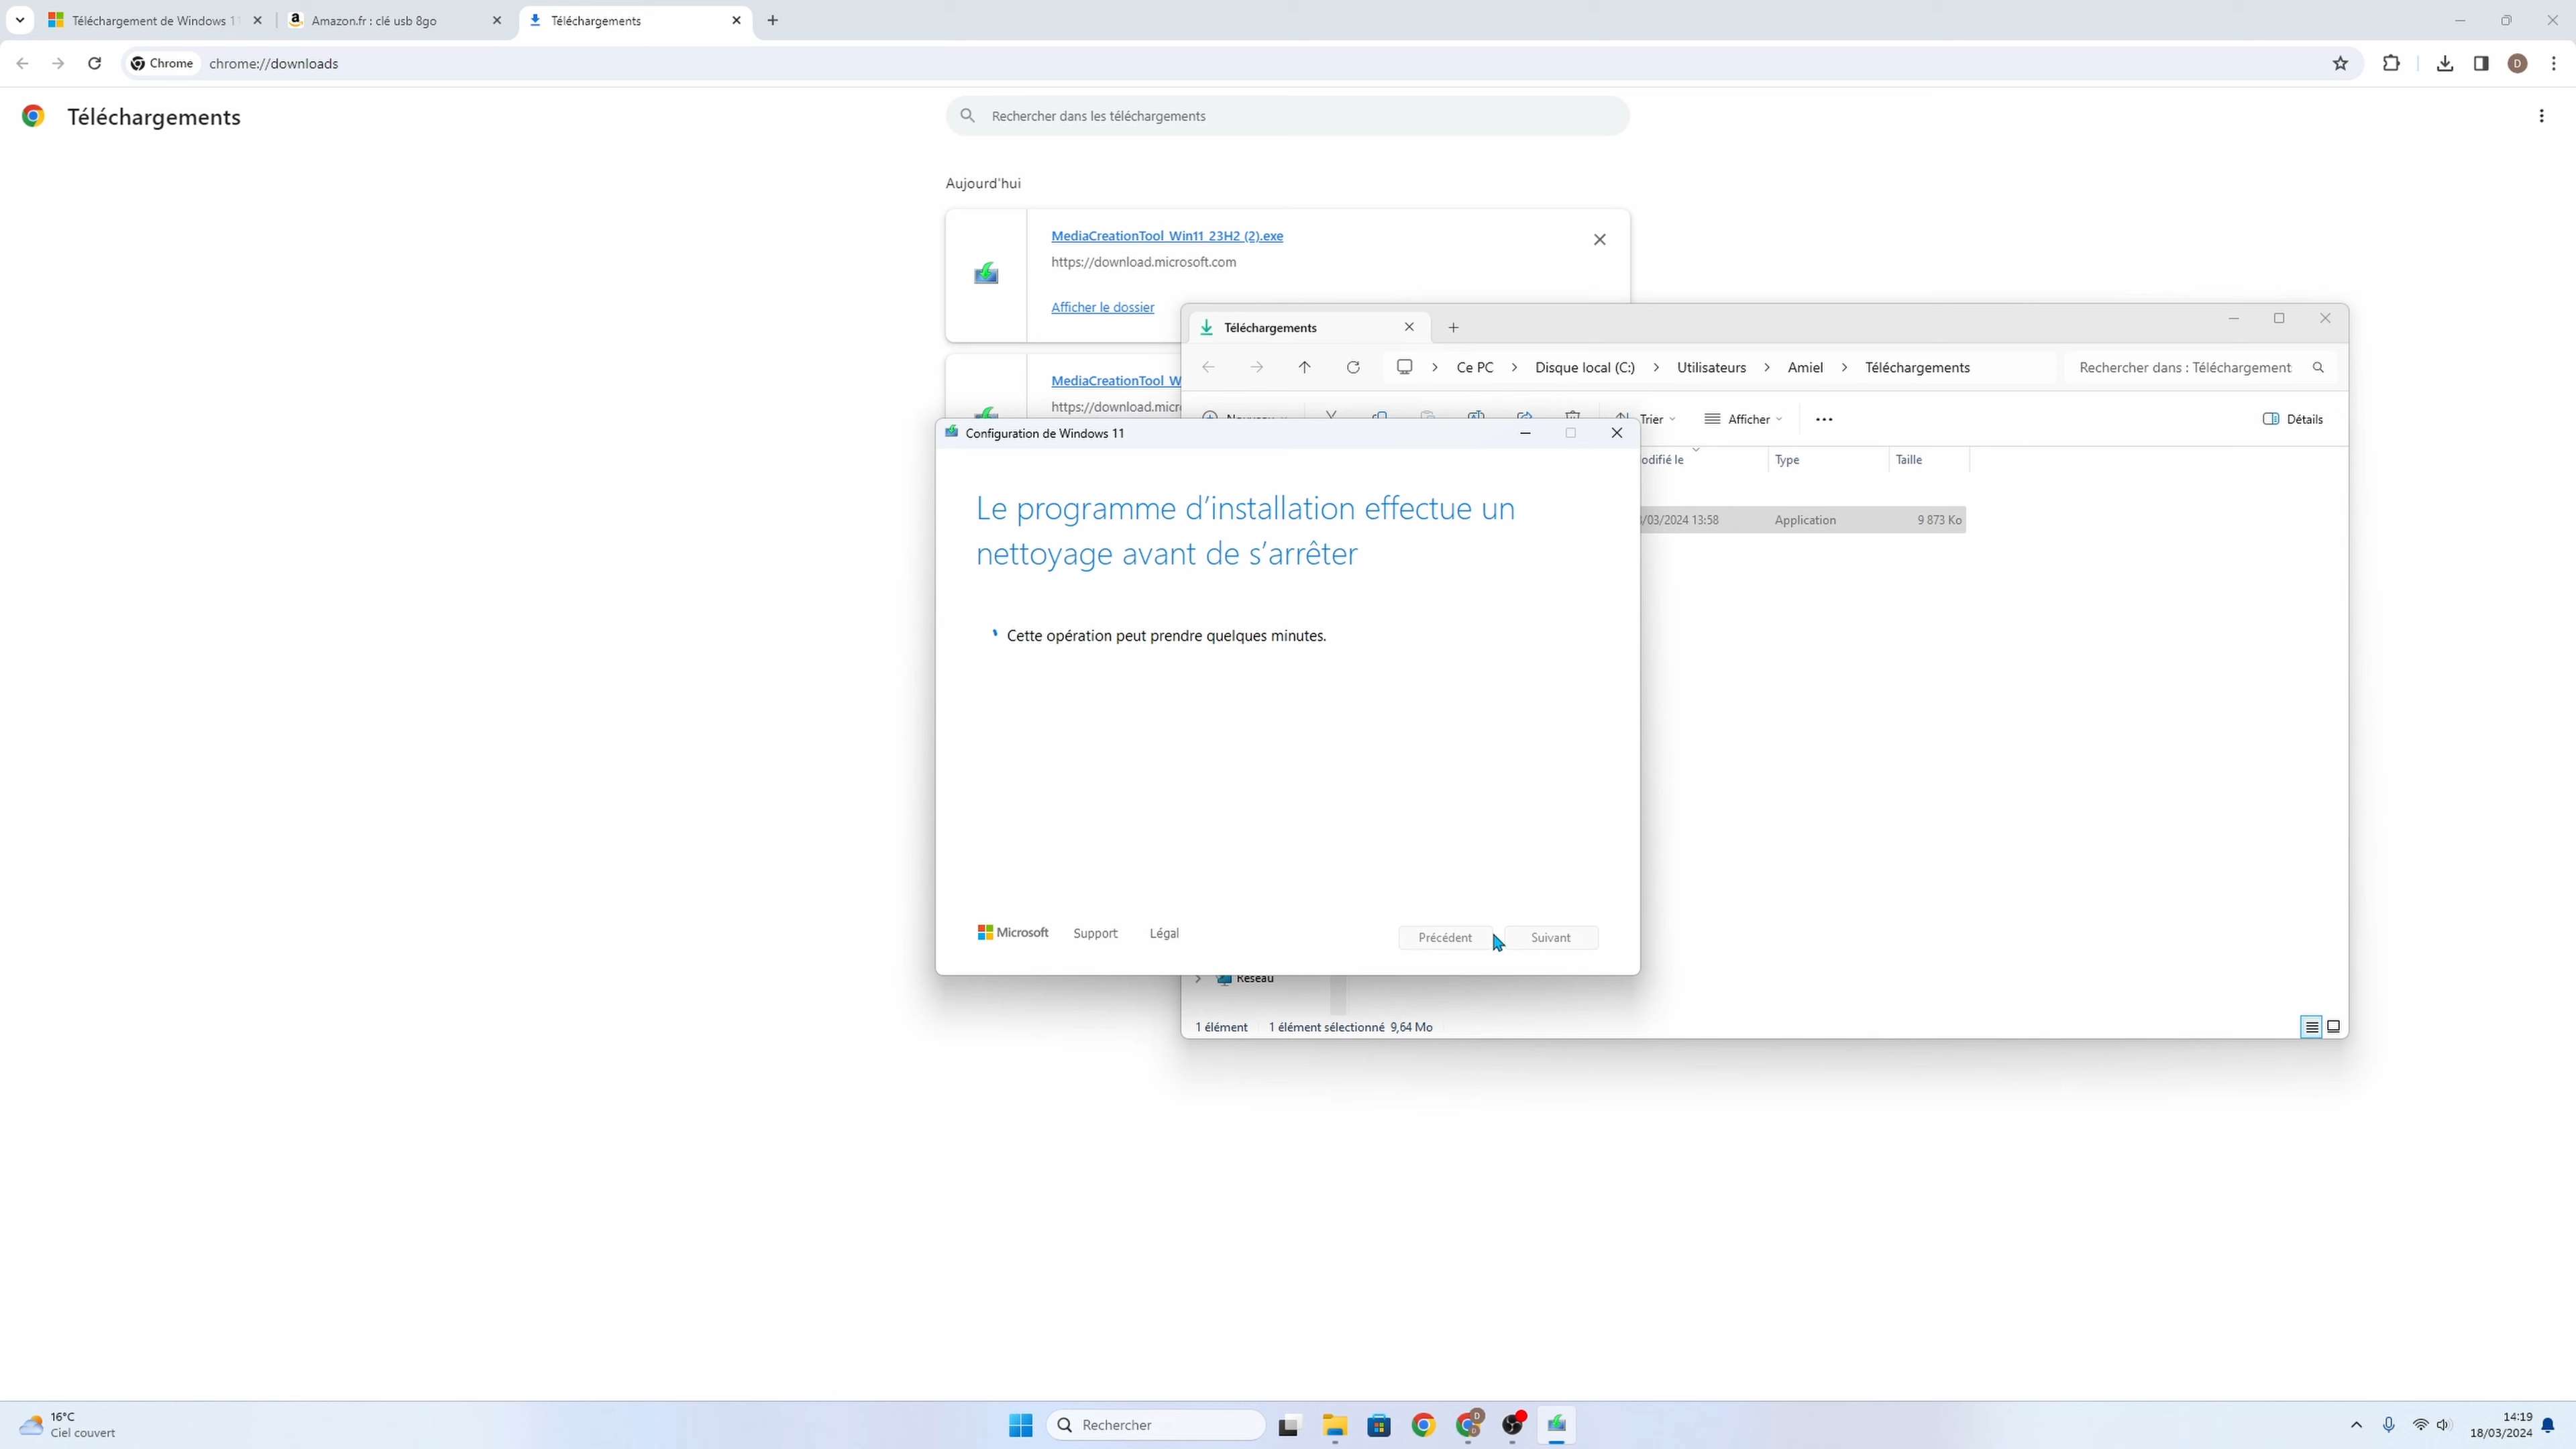 Téléchargement de Windows 11
Amazon.fr : clé usb 8go
Téléchargements
Chrome
chrome://downloads
D
Téléchargements
Rechercher dans les téléchargements
Aujourd'hui
MediaCreationTool_Win11_23H2 (2).exe
https://download.microsoft.com
Afficher le dossier
MediaCreationTool_W
https://download.micr
Téléchargements
Ce PC
Disque local (C:)
Utilisateurs
Amiel
Téléchargements
Rechercher dans : Téléchargement
Trier
Afficher
Détails
odifié le
Type
Taille
/03/2024 13:58
Application
9 873 Ko
Configuration de Windows 11
Le programme d’installation effectue un
nettoyage avant de s’arrêter
Cette opération peut prendre quelques minutes.
Microsoft
Support
Légal
Précédent
Suivant
Réseau
1 élément
1 élément sélectionné 9,64 Mo
16°C
Ciel couvert
Rechercher
14:19
18/03/2024